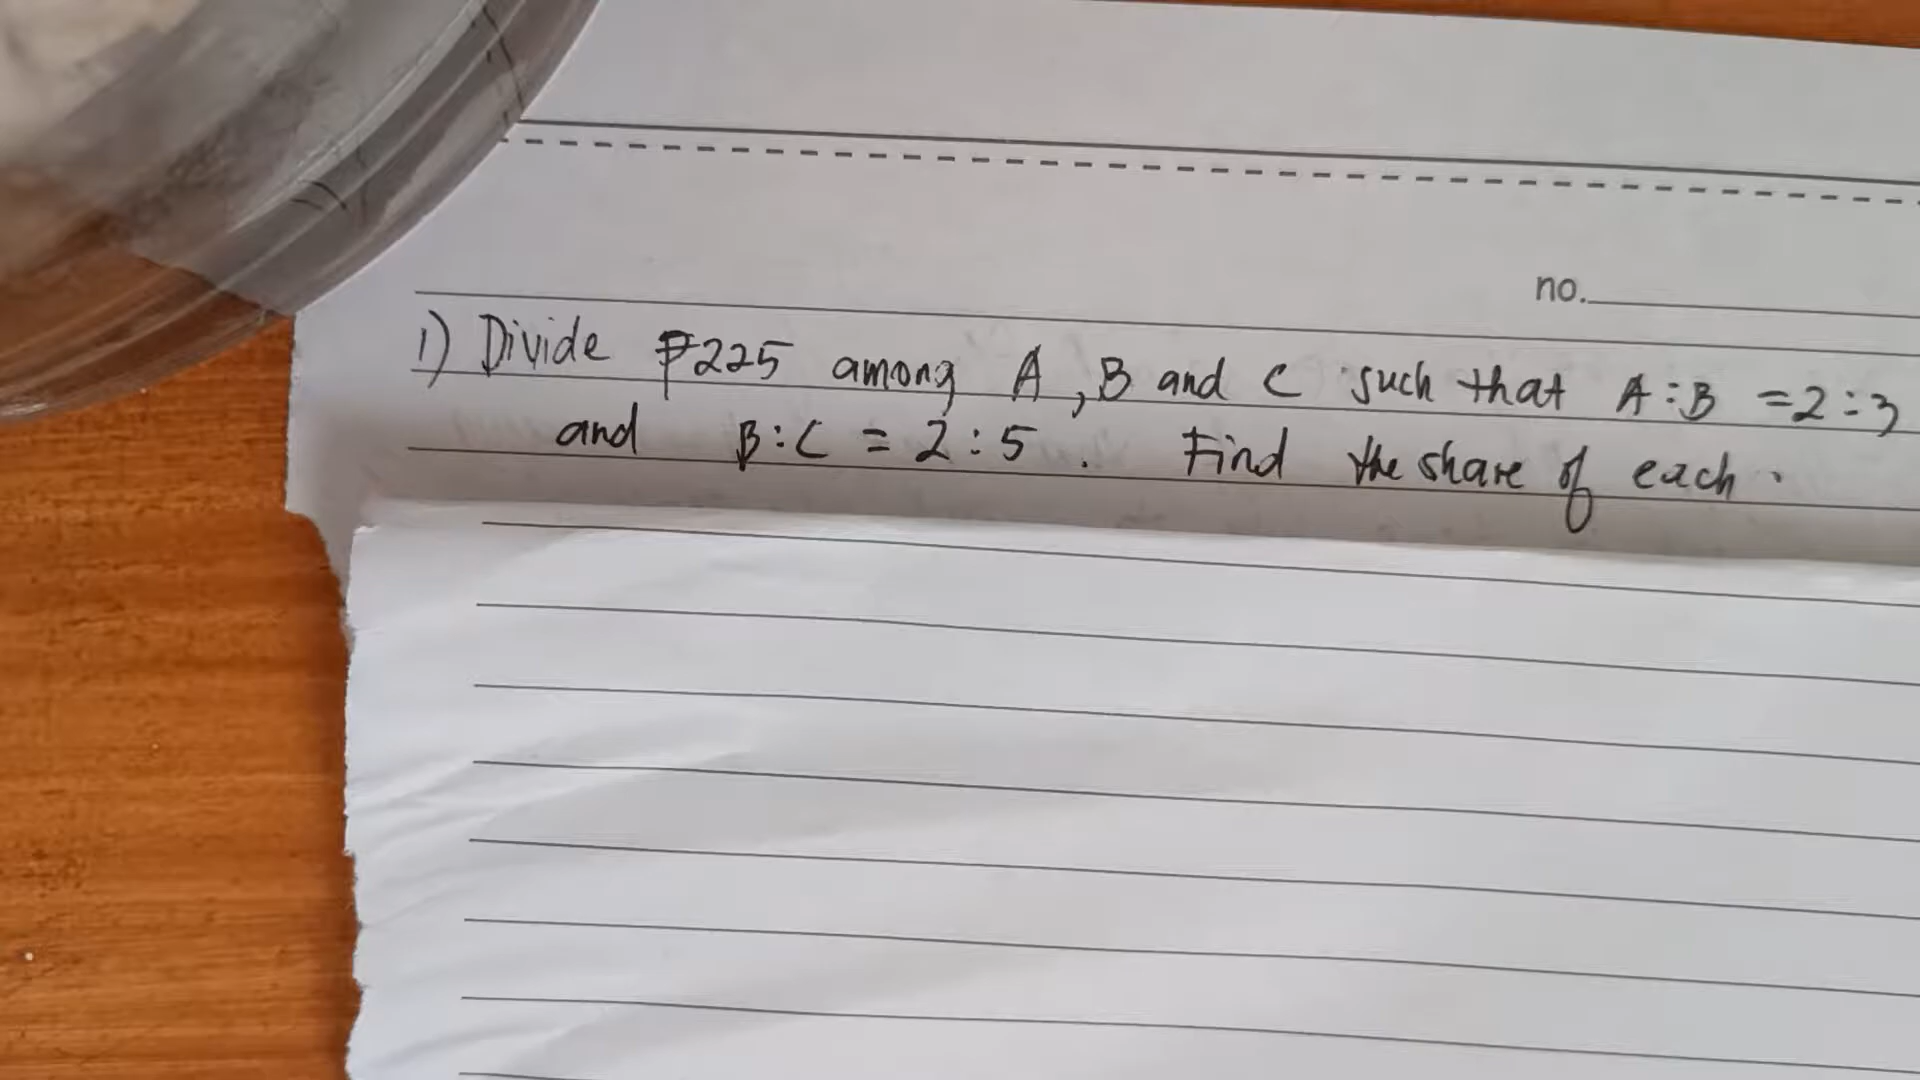 no.
1) Divide ₱225 among A, B and C such that A:B = 2:3
and B:C = 2:5. Find the share of each.